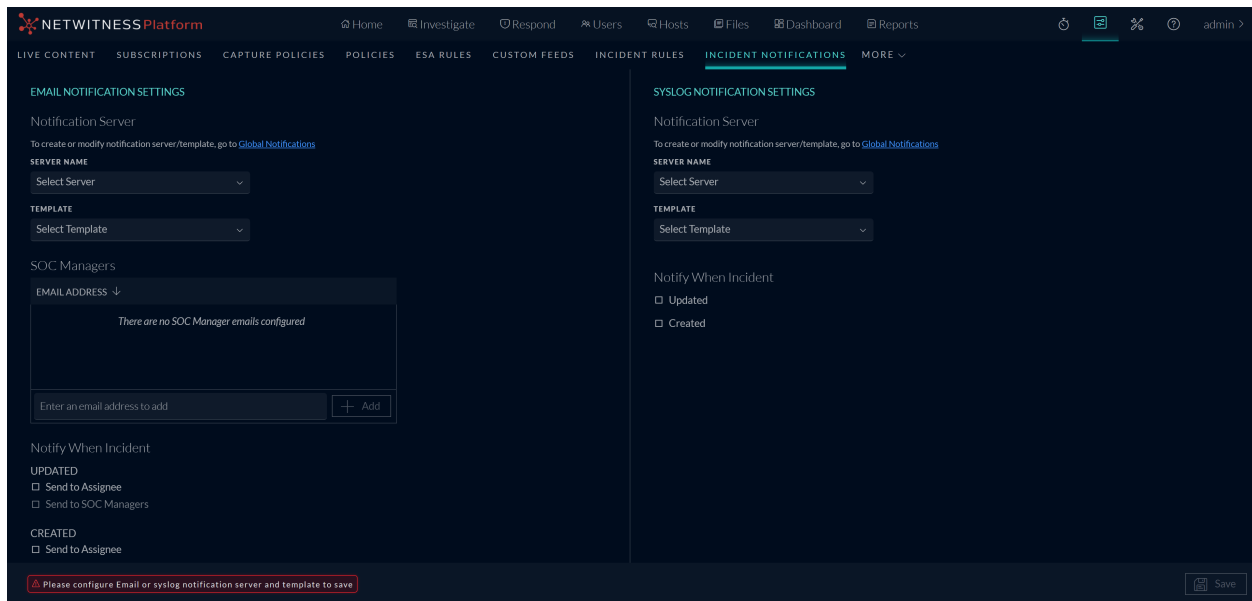 NETWITNESS Platform
Home Investigate Respond Users Hosts Files Dashboard Reports admin
LIVE CONTENT SUBSCRIPTIONS CAPTURE POLICIES POLICIES ESA RULES CUSTOM FEEDS INCIDENT RULES INCIDENT NOTIFICATIONS MORE
EMAIL NOTIFICATION SETTINGS
Notification Server
To create or modify notification server/template, go to Global Notifications
SERVER NAME
Select Server
TEMPLATE
Select Template
SOC Managers
EMAIL ADDRESS
There are no SOC Manager emails configured
Enter an email address to add
Add
Notify When Incident
UPDATED
Send to Assignee
Send to SOC Managers
CREATED
Send to Assignee
SYSLOG NOTIFICATION SETTINGS
Notification Server
To create or modify notification server/template, go to Global Notifications
SERVER NAME
Select Server
TEMPLATE
Select Template
Notify When Incident
Updated
Created
Please configure Email or syslog notification server and template to save
Save